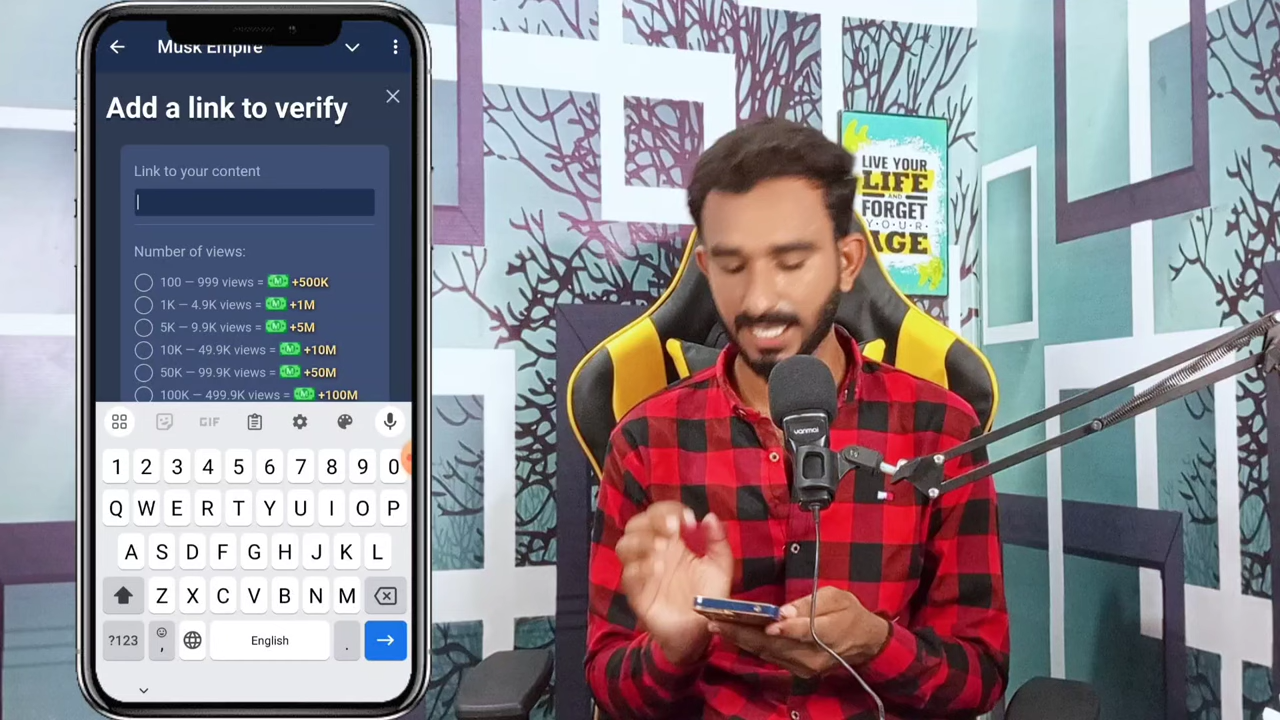 Musk Empire
Add a link to verify
Link to your content
Number of views:
100 — 999 views = +500K
1K — 4.9K views = +1M
5K — 9.9K views = +5M
10K — 49.9K views = +10M
50K — 99.9K views = +50M
100K — 499.9K views = +100M
GIF
1 2 3 4 5 6 7 8 9 0
Q W E R T Y U I O P
A S D F G H J K L
Z X C V B N M
?123 , English .
LIVE YOUR
LIFE
AND
FORGET
YOUR
AGE
vanmai